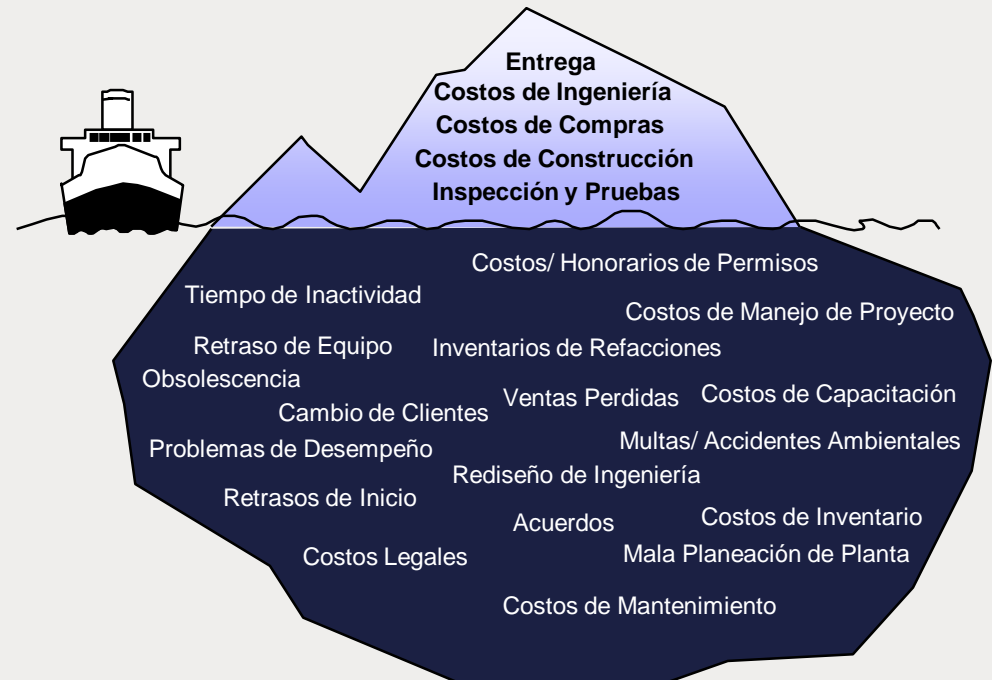 Entrega
Costos de Ingeniería
Costos de Compras
Costos de Construcción
Inspección y Pruebas
Costos/ Honorarios de Permisos
Tiempo de Inactividad
Costos de Manejo de Proyecto
Retraso de Equipo
Inventarios de Refacciones
Obsolescencia
Ventas Perdidas
Costos de Capacitación
Cambio de Clientes
Problemas de Desempeño
Multas/ Accidentes Ambientales
Rediseño de Ingeniería
Retrasos de Inicio
Acuerdos
Costos de Inventario
Costos Legales
Mala Planeación de Planta
Costos de Mantenimiento